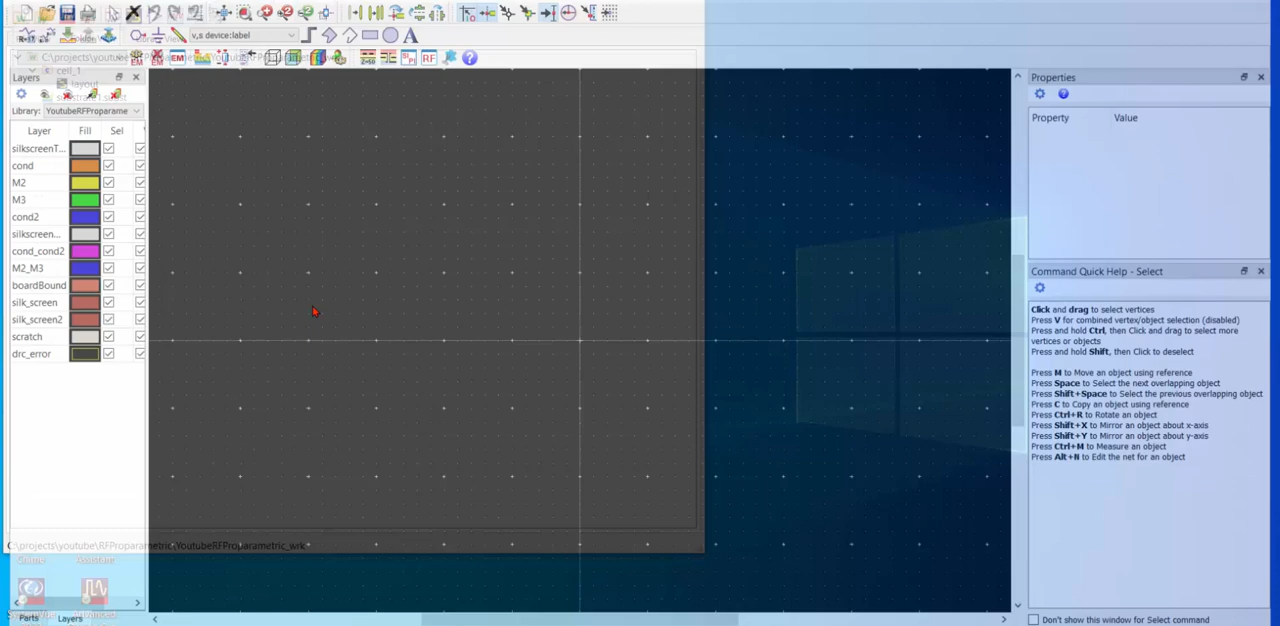 v,s device:label
EM
EM
RF
C:\projects\youtube
cell_1
layout
Layers
Library: YoutubeRFProparame
Layer Fill Sel
silkscreenT...
cond
M2
M3
cond2
silkscreen...
cond_cond2
M2_M3
boardBound
silk_screen
silk_screen2
scratch
drc_error
C:\projects\youtube\RFProparametric\YoutubeRFProparametric_wrk
Assistant
SystemVue Advanced
Parts Layers
Properties
Property Value
Command Quick Help - Select
Click and drag to select vertices
Press V for combined vertex/object selection (disabled)
Press and hold Ctrl, then Click and drag to select more
vertices or objects
Press and hold Shift, then Click to deselect
Press M to Move an object using reference
Press Space to Select the next overlapping object
Press Shift+Space to Select the previous overlapping object
Press C to Copy an object using reference
Press Ctrl+R to Rotate an object
Press Shift+X to Mirror an object about x-axis
Press Shift+Y to Mirror an object about y-axis
Press Ctrl+M to Measure an object
Press Alt+N to Edit the net for an object
Don't show this window for Select command